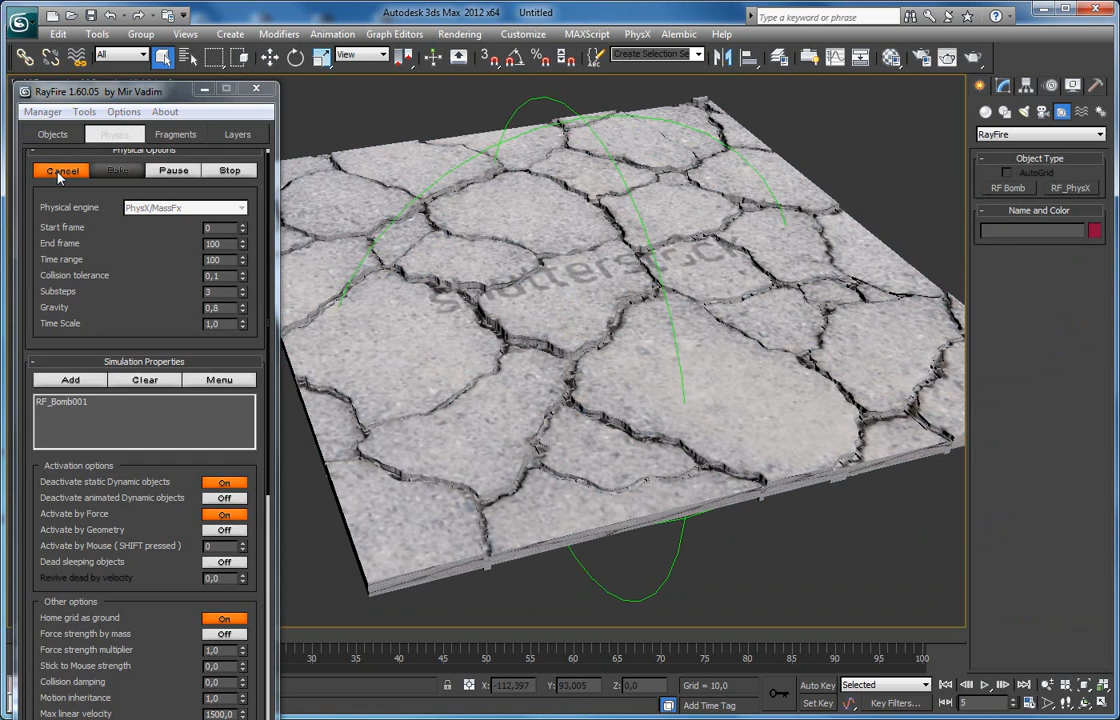 Autodesk 3ds Max 2012 x64 Untitled
Type a keyword or phrase
Edit Tools Group Views Create Modifiers Animation Graph Editors Rendering Customize MAXScript PhysX Alembic Help
All
View
3
Create Selection Se
RayFire 1.60.05 by Mir Vadim
Manager Tools Options About
Objects Physics Fragments Layers
Physical Options
Cancel Bake Pause Stop
Physical engine PhysX/MassFx
Start frame 0
End frame 100
Time range 100
Collision tolerance 0,1
Substeps 3
Gravity 0,8
Time Scale 1,0
Simulation Properties
Add Clear Menu
RF_Bomb001
Activation options
Deactivate static Dynamic objects On
Deactivate animated Dynamic objects Off
Activate by Force On
Activate by Geometry Off
Activate by Mouse ( SHIFT pressed ) 0
Dead sleeping objects Off
Revive dead by velocity 0,0
Other options
Home grid as ground On
Force strength by mass Off
Force strength multiplier 1,0
Stick to Mouse strength 0,0
Collision damping 0,0
Motion inheritance 1,0
Max linear velocity 1500,0
shutterstock
RayFire
Object Type
AutoGrid
RF Bomb RF_PhysX
Name and Color
30 35 40 45 50 55 60 65 70 75 80 85 90 95 100
X: -112,397 Y: 93,005 Z: 0,0 Grid = 10,0
Add Time Tag
Auto Key Selected
Set Key Key Filters...
5